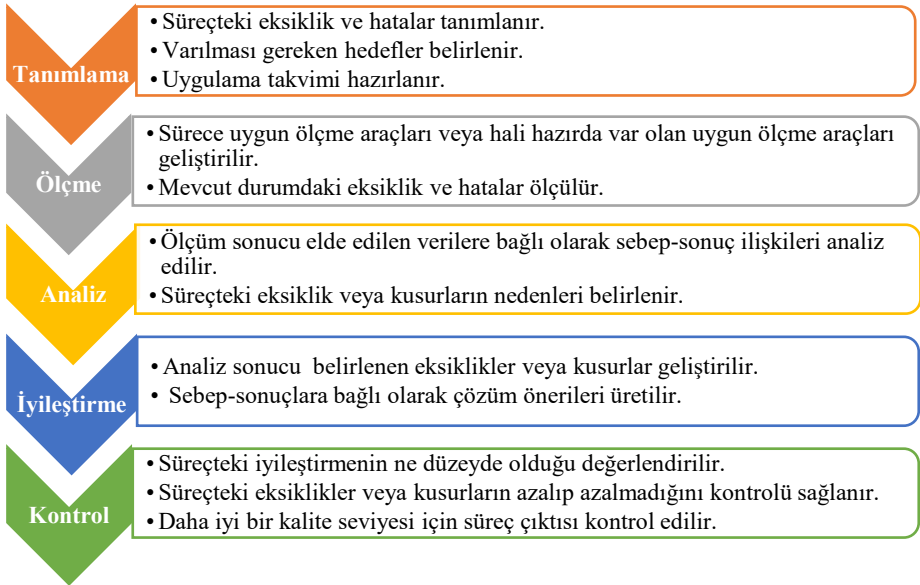 Tanımlama
• Süreçteki eksiklik ve hatalar tanımlanır.
• Varılması gereken hedefler belirlenir.
• Uygulama takvimi hazırlanır.
Ölçme
• Sürece uygun ölçme araçları veya hali hazırda var olan uygun ölçme araçları
geliştirilir.
• Mevcut durumdaki eksiklik ve hatalar ölçülür.
Analiz
• Ölçüm sonucu elde edilen verilere bağlı olarak sebep-sonuç ilişkileri analiz
edilir.
• Süreçteki eksiklik veya kusurların nedenleri belirlenir.
İyileştirme
• Analiz sonucu belirlenen eksiklikler veya kusurlar geliştirilir.
• Sebep-sonuçlara bağlı olarak çözüm önerileri üretilir.
Kontrol
• Süreçteki iyileştirmenin ne düzeyde olduğu değerlendirilir.
• Süreçteki eksiklikler veya kusurların azalıp azalmadığını kontrolü sağlanır.
• Daha iyi bir kalite seviyesi için süreç çıktısı kontrol edilir.